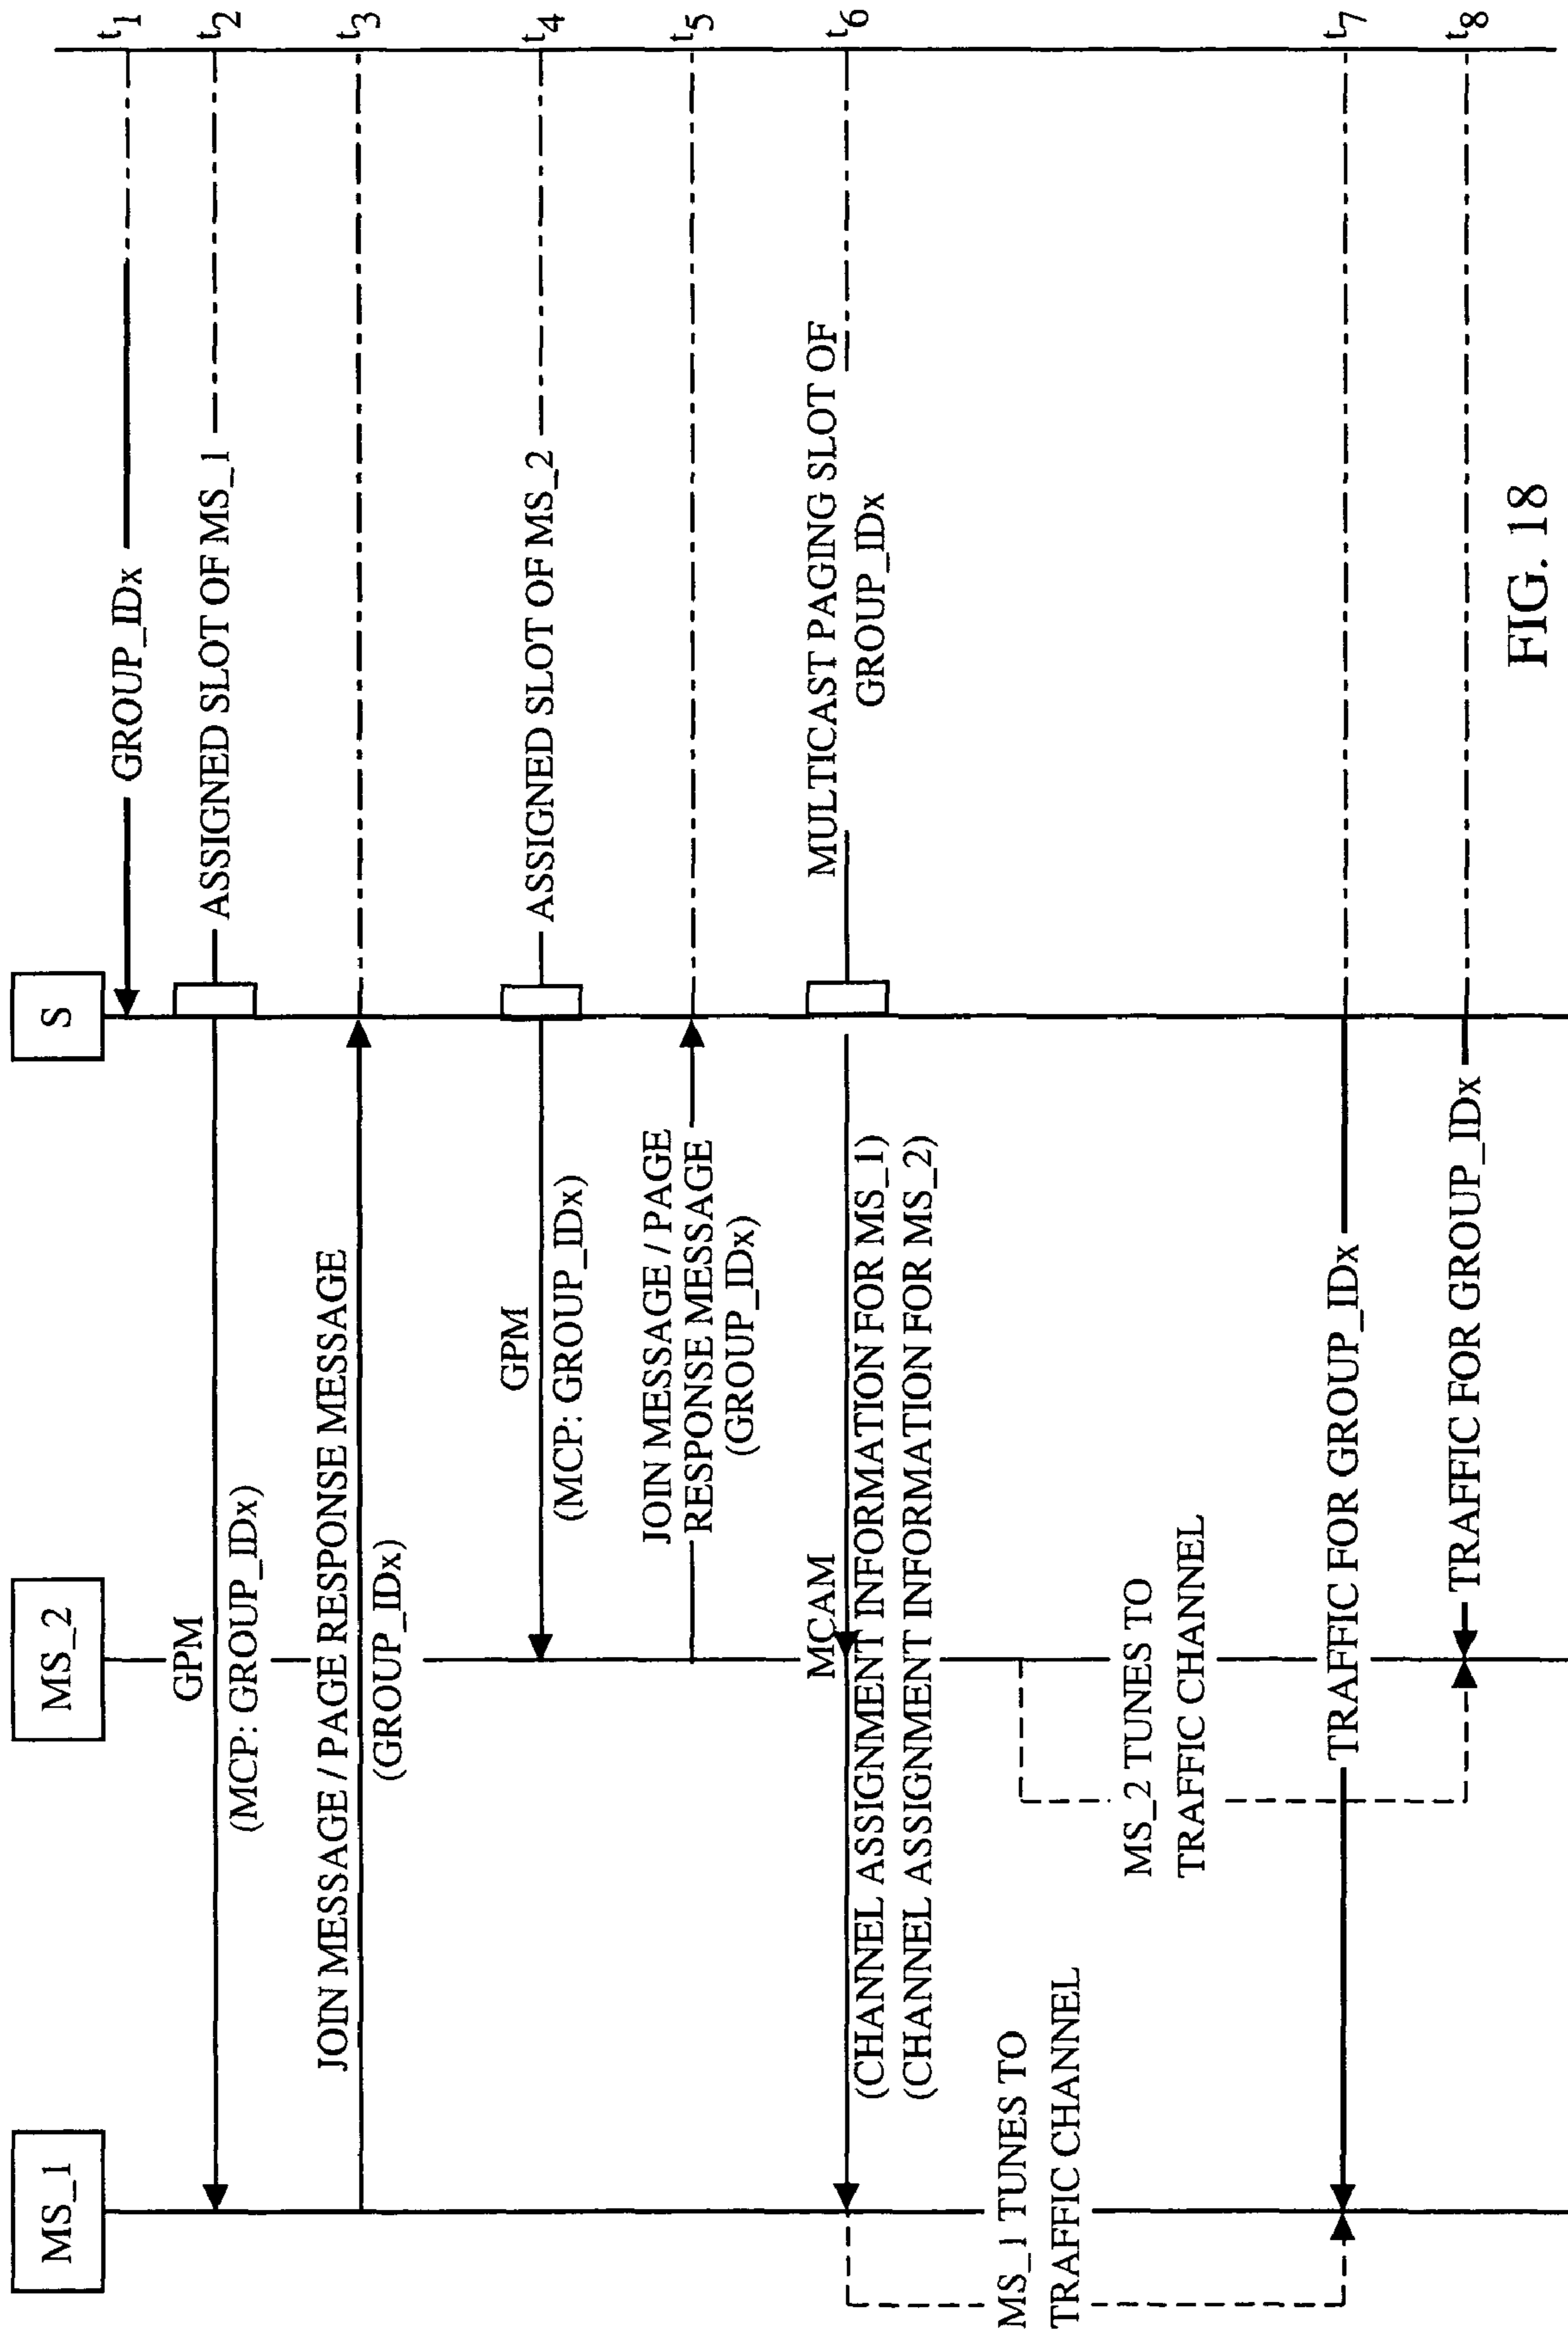 MS_1
MS_2
S
GROUP_IDx
t1
GPM
(MCP: GROUP_IDx)
ASSIGNED SLOT OF MS_1
t2
JOIN MESSAGE / PAGE RESPONSE MESSAGE
(GROUP_IDx)
t3
GPM
(MCP: GROUP_IDx)
ASSIGNED SLOT OF MS_2
t4
JOIN MESSAGE / PAGE
RESPONSE MESSAGE
(GROUP_IDx)
t5
MCAM
(CHANNEL ASSIGNMENT INFORMATION FOR MS_1)
(CHANNEL ASSIGNMENT INFORMATION FOR MS_2)
MULTICAST PAGING SLOT OF
GROUP_IDx
t6
MS_1 TUNES TO
TRAFFIC CHANNEL
MS_2 TUNES TO
TRAFFIC CHANNEL
TRAFFIC FOR GROUP_IDx
t7
TRAFFIC FOR GROUP_IDx
t8
FIG. 18